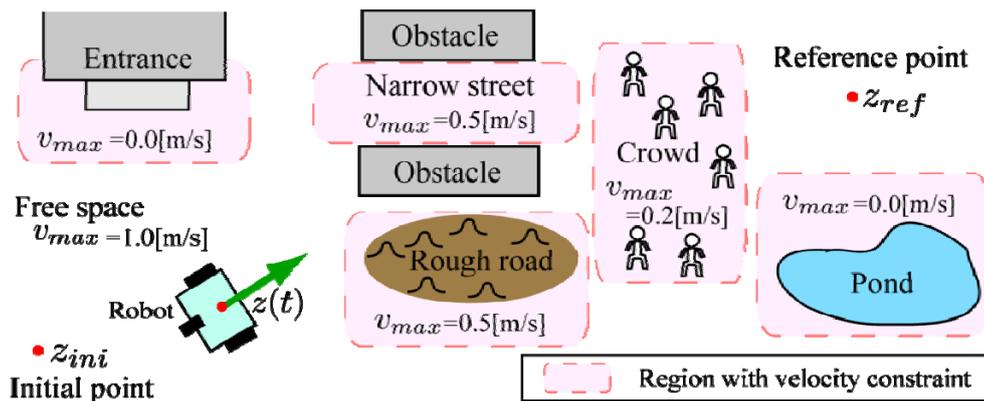 Entrance
v_max =0.0[m/s]
Obstacle
Narrow street
v_max =0.5[m/s]
Obstacle
Crowd
v_max
=0.2[m/s]
Reference point
z_ref
Free space
v_max =1.0[m/s]
Robot
z(t)
z_ini
Initial point
Rough road
v_max =0.5[m/s]
v_max =0.0[m/s]
Pond
Region with velocity constraint